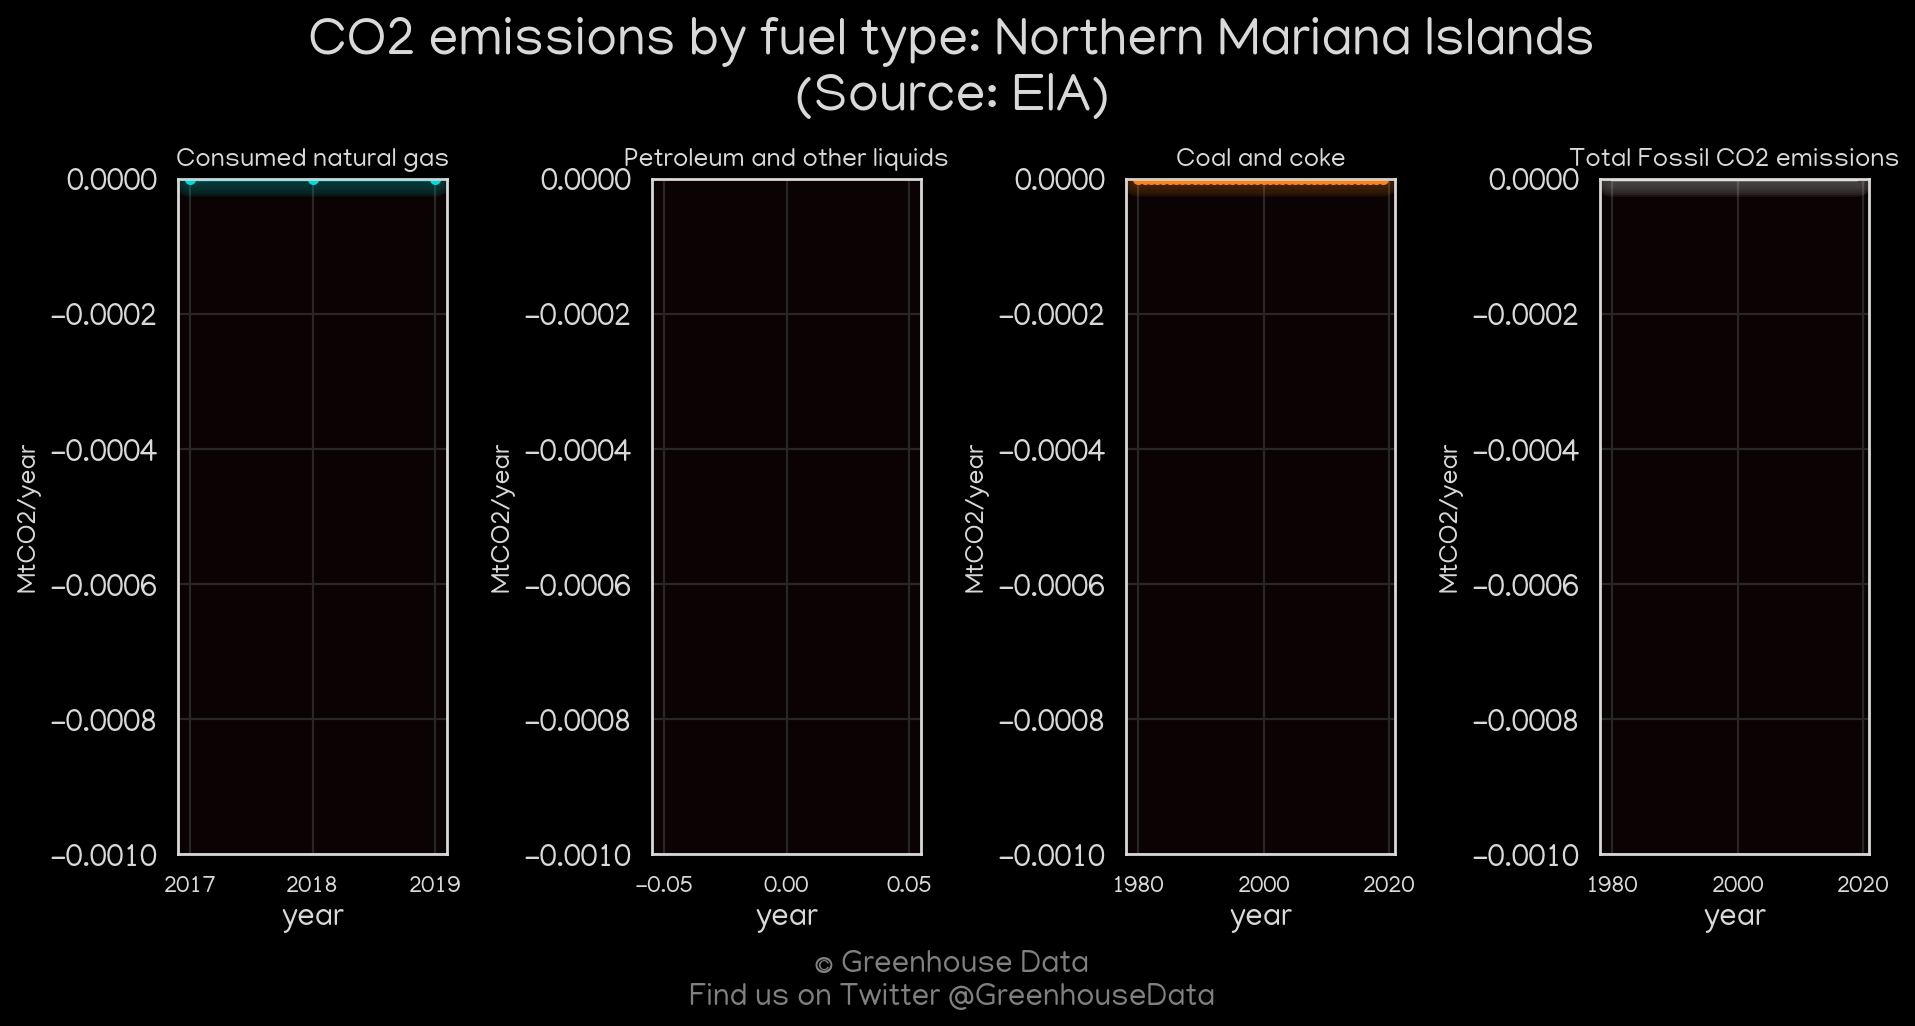 CO2 emissions by fuel type: Northern Mariana Islands
(Source: EIA)
Consumed natural gas
0.0000
-0.0002
-0.0004
-0.0006
-0.0008
-0.0010
MtCO2/year
2017 2018 2019
year
Petroleum and other liquids
0.0000
-0.0002
-0.0004
-0.0006
-0.0008
-0.0010
MtCO2/year
-0.05 0.00 0.05
year
Coal and coke
0.0000
-0.0002
-0.0004
-0.0006
-0.0008
-0.0010
MtCO2/year
1980 2000 2020
year
Total Fossil CO2 emissions
0.0000
-0.0002
-0.0004
-0.0006
-0.0008
-0.0010
MtCO2/year
1980 2000 2020
year
© Greenhouse Data
Find us on Twitter @GreenhouseData